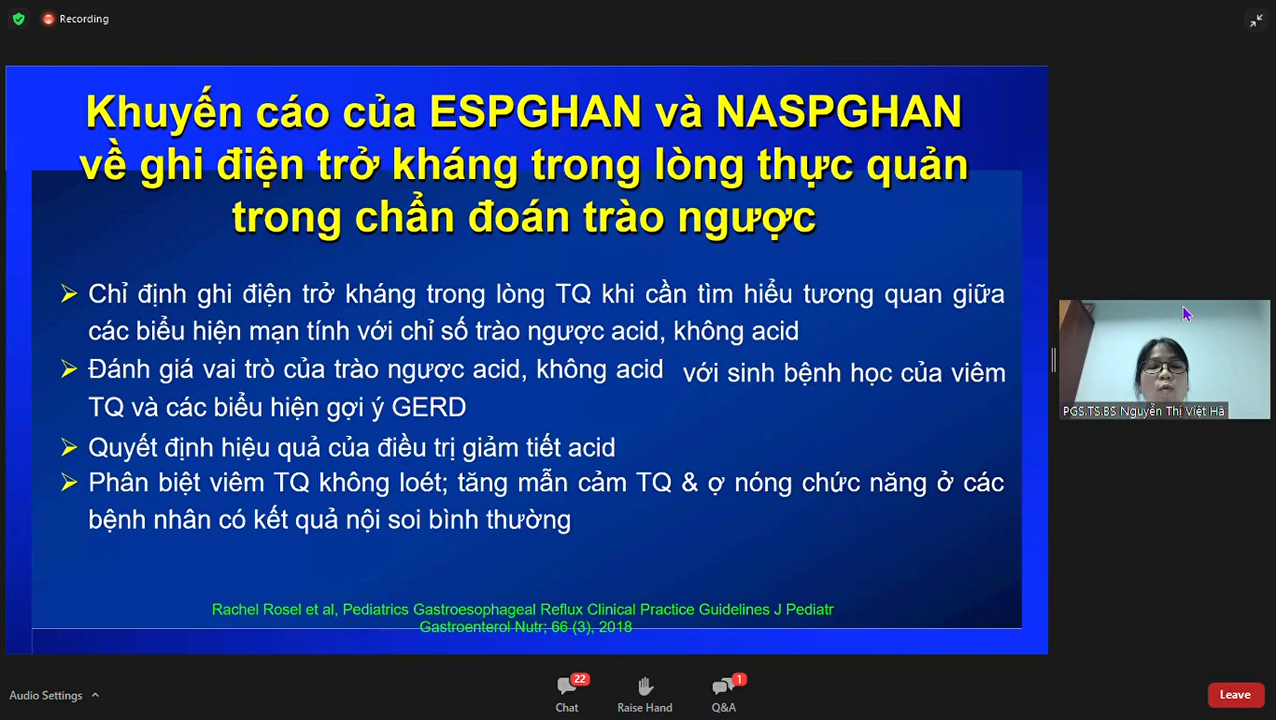 Recording
Khuyến cáo của ESPGHAN và NASPGHAN
về ghi điện trở kháng trong lòng thực quản
trong chẩn đoán trào ngược
Chỉ định ghi điện trở kháng trong lòng TQ khi cần tìm hiểu tương quan giữa
các biểu hiện mạn tính với chỉ số trào ngược acid, không acid
Đánh giá vai trò của trào ngược acid, không acid với sinh bệnh học của viêm
TQ và các biểu hiện gợi ý GERD
Quyết định hiệu quả của điều trị giảm tiết acid
Phân biệt viêm TQ không loét; tăng mẫn cảm TQ & ợ nóng chức năng ở các
bệnh nhân có kết quả nội soi bình thường
Rachel Rosel et al, Pediatrics Gastroesophageal Reflux Clinical Practice Guidelines J Pediatr
Gastroenterol Nutr; 66 (3), 2018
PGS.TS.BS Nguyễn Thị Việt Hà
Audio Settings
22
Chat
Raise Hand
1
Q&A
Leave